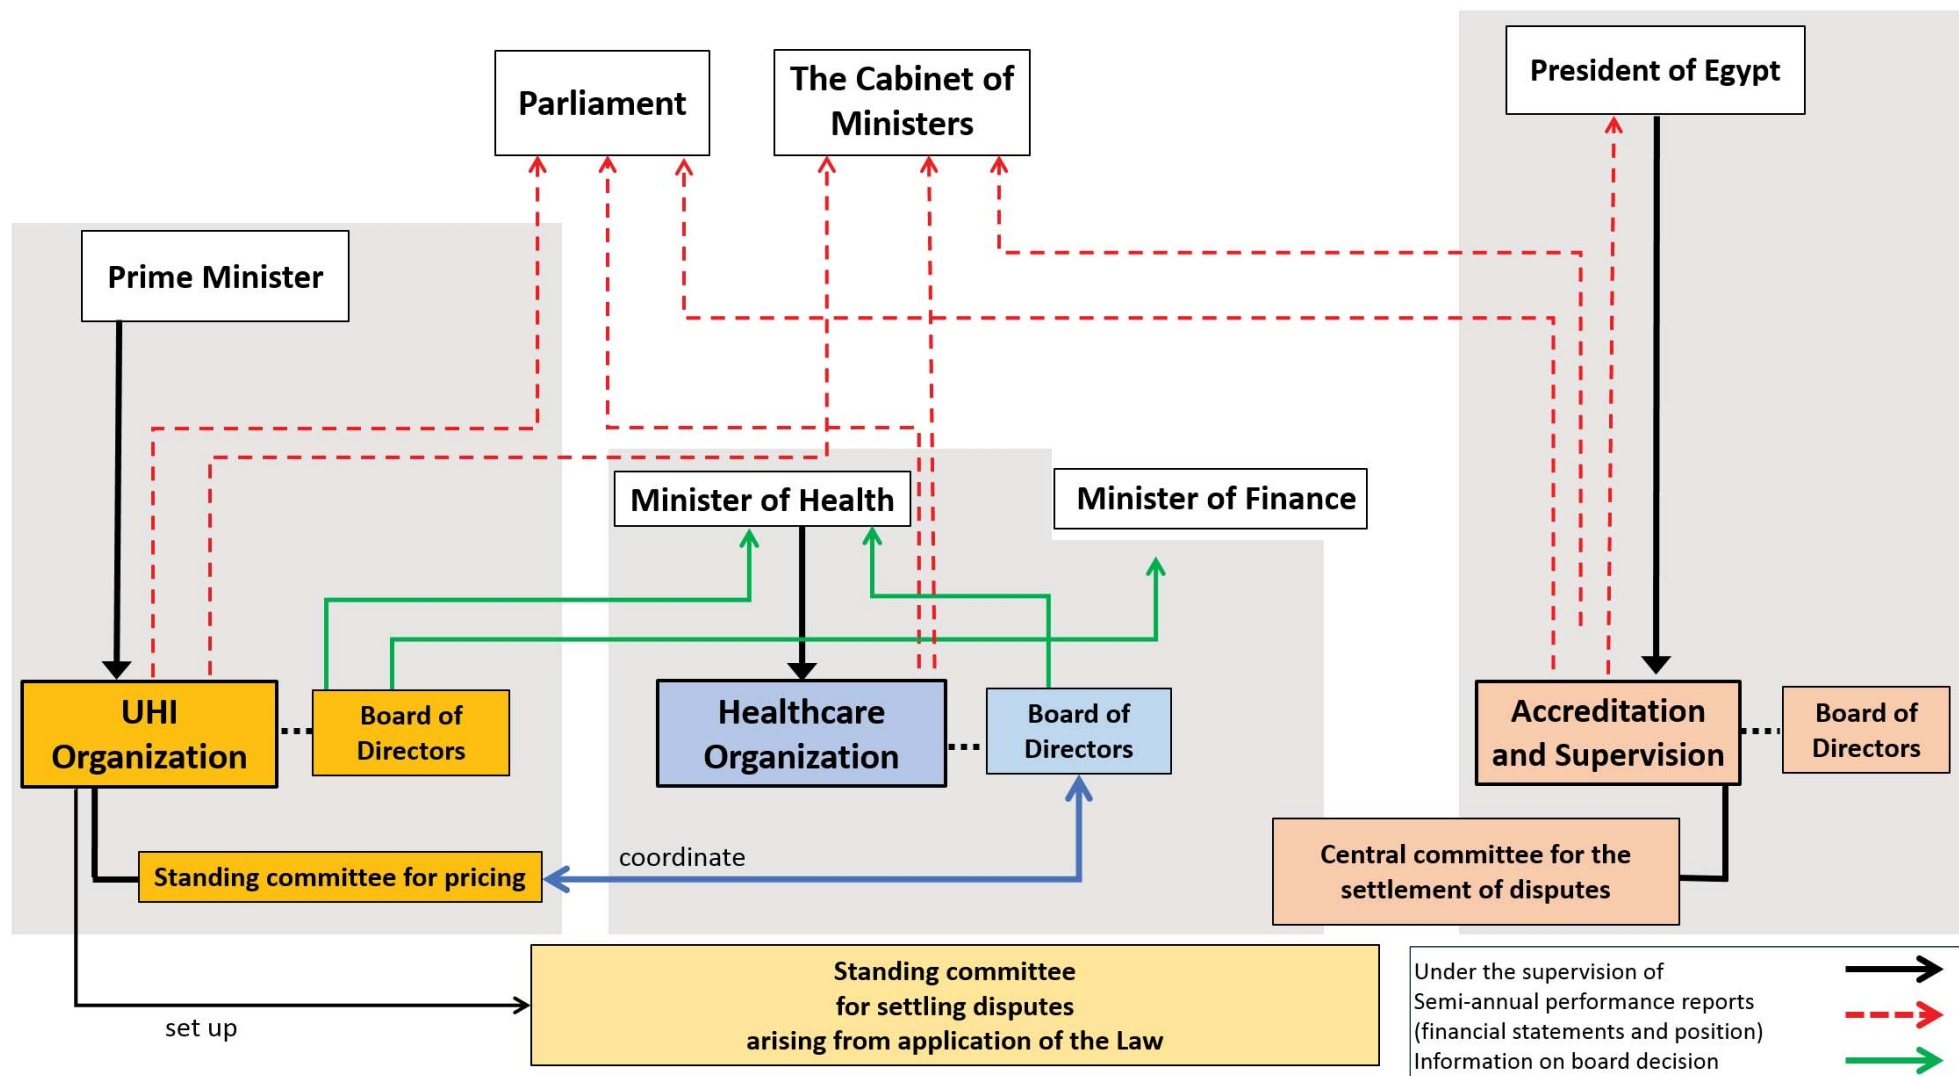 Parliament
The Cabinet of
Ministers
President of Egypt
Prime Minister
Minister of Health
Minister of Finance
UHI
Organization
Board of
Directors
Healthcare
Organization
Board of
Directors
Accreditation
and Supervision
Board of
Directors
Standing committee for pricing
coordinate
Central committee for the
settlement of disputes
set up
Standing committee
for settling disputes
arising from application of the Law
Under the supervision of
Semi-annual performance reports
(financial statements and position)
Information on board decision